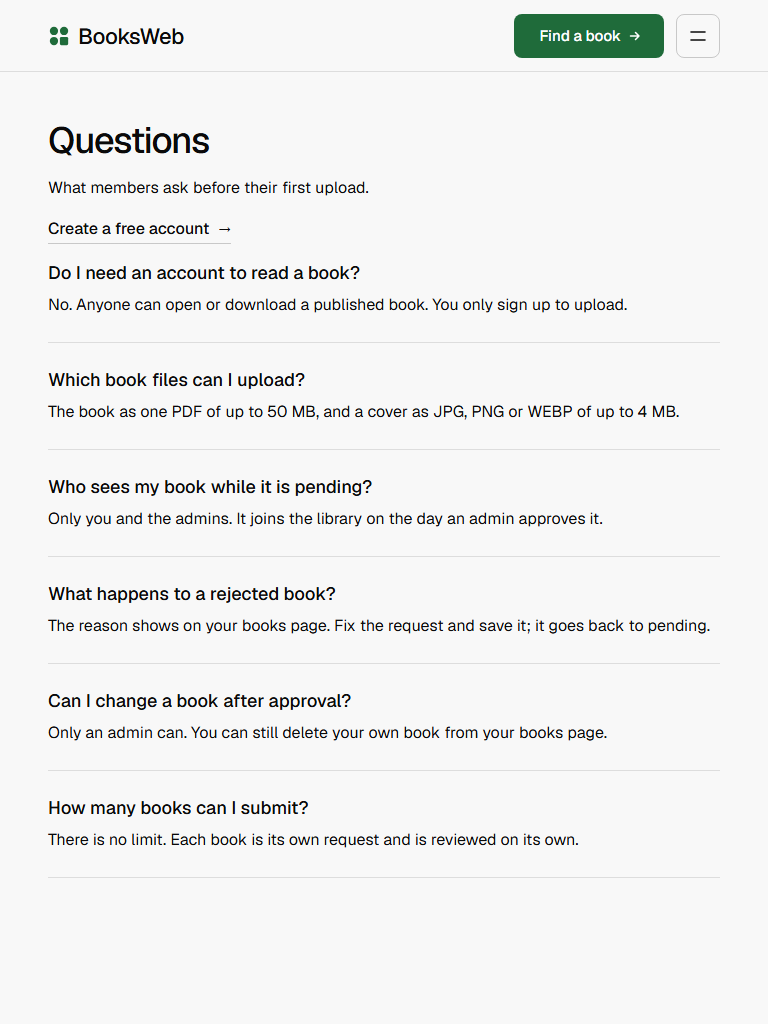 BooksWeb
Find a book →
Questions
What members ask before their first upload.
Create a free account →
Do I need an account to read a book?
No. Anyone can open or download a published book. You only sign up to upload.
Which book files can I upload?
The book as one PDF of up to 50 MB, and a cover as JPG, PNG or WEBP of up to 4 MB.
Who sees my book while it is pending?
Only you and the admins. It joins the library on the day an admin approves it.
What happens to a rejected book?
The reason shows on your books page. Fix the request and save it; it goes back to pending.
Can I change a book after approval?
Only an admin can. You can still delete your own book from your books page.
How many books can I submit?
There is no limit. Each book is its own request and is reviewed on its own.